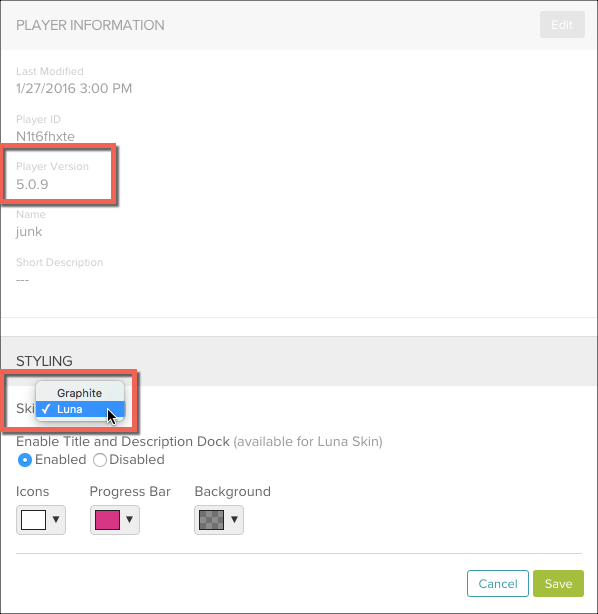 PLAYER INFORMATION Edit
Last Modified
1/27/2016 3:00 PM
Player ID
N1t6fhxte
Player Version
5.0.9
Name
junk
Short Description
---
STYLING
Graphite
Ski ✓ Luna
Enable Title and Description Dock (available for Luna Skin)
Enabled Disabled
Icons Progress Bar Background
Cancel Save